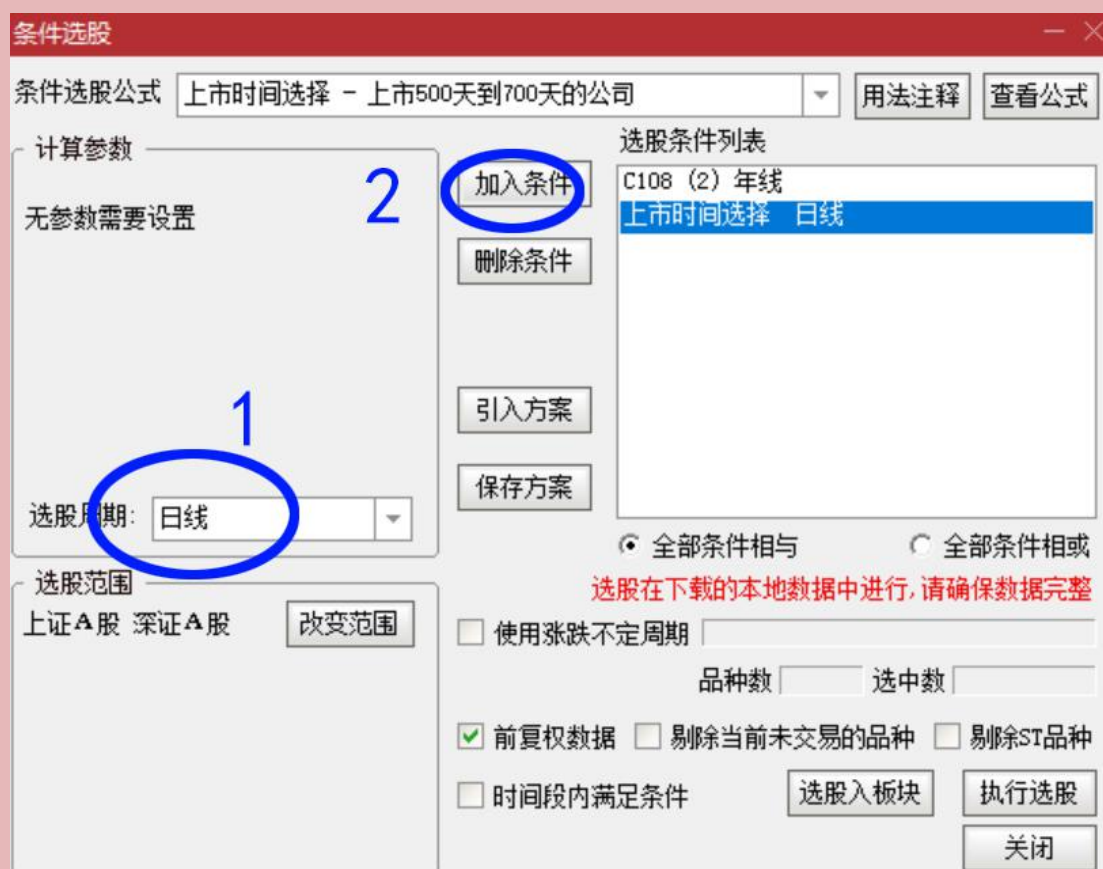 条件选股
条件选股公式 上市时间选择 - 上市500天到700天的公司 用法注释 查看公式
计算参数
无参数需要设置
2
1
选股周期: 日线
加入条件
删除条件
引入方案
保存方案
选股条件列表
C108 (2) 年线
上市时间选择 日线
全部条件相与 全部条件相或
选股在下载的本地数据中进行,请确保数据完整
选股范围
上证A股 深证A股 改变范围
使用涨跌不定周期
品种数 选中数
前复权数据 剔除当前未交易的品种 剔除ST品种
时间段内满足条件 选股入板块 执行选股
关闭